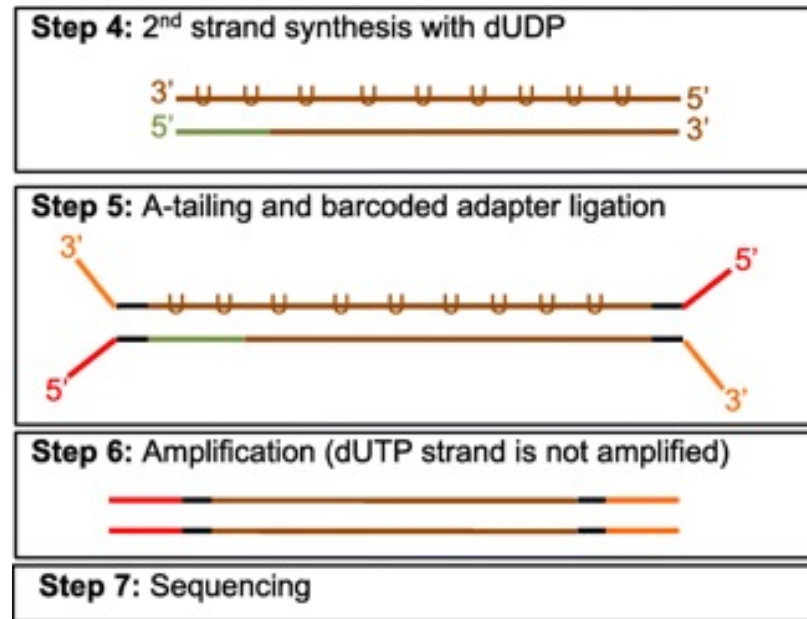 Step 4: 2nd strand synthesis with dUDP
3’ U U U U U U U U U 5’
5’ 3’
Step 5: A-tailing and barcoded adapter ligation
3’ 5’
U U U U U U U U U
5’ 3’
Step 6: Amplification (dUTP strand is not amplified)
Step 7: Sequencing